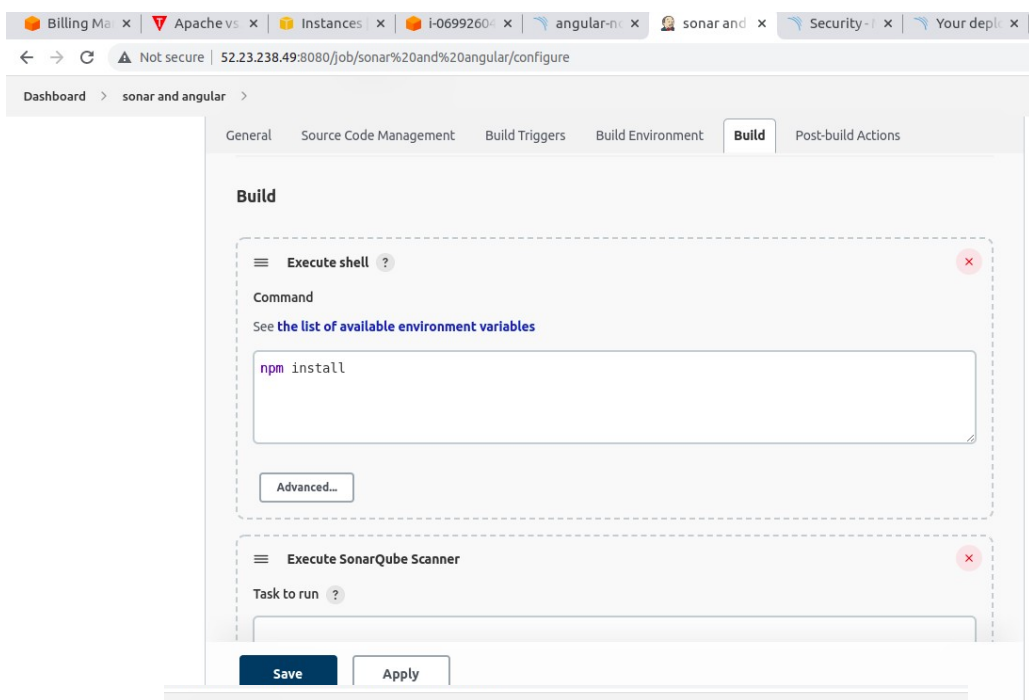 Billing Ma × Apache vs. × Instances × i-06992604 × angular-n × sonar and × Security - × Your deplo ×
Not secure | 52.23.238.49:8080/job/sonar%20and%20angular/configure
Dashboard > sonar and angular >
General Source Code Management Build Triggers Build Environment Build Post-build Actions
Build
Execute shell ? ×
Command
See the list of available environment variables
npm install
Advanced...
Execute SonarQube Scanner ×
Task to run ?
Save Apply